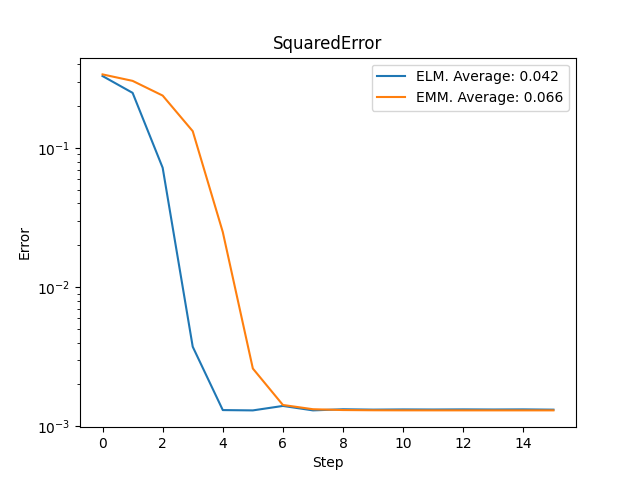 SquaredError
ELM. Average: 0.042
EMM. Average: 0.066
Error
10⁻¹
10⁻²
10⁻³
0 2 4 6 8 10 12 14
Step